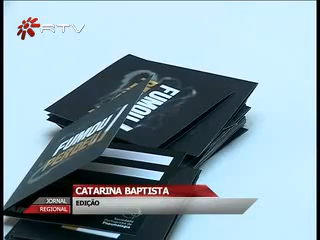 RTV
FUMOU
FUMOU
PERDEU
CATARINA BAPTISTA
JORNAL
REGIONAL
EDIÇÃO